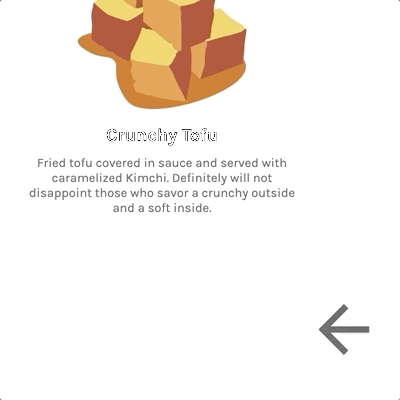 Crunchy Tofu
Fried tofu covered in sauce and served with
caramelized Kimchi. Definitely will not
disappoint those who savor a crunchy outside
and a soft inside.